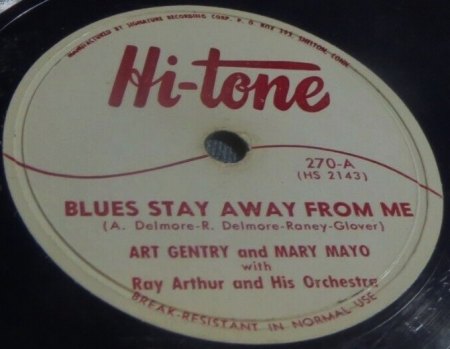 MANUFACTURED BY SIGNATURE RECORDING CORP. P. O. BOX 395, SHELTON, CONN.
Hi-tone
270-A
(HS 2143)
BLUES STAY AWAY FROM ME
(A. Delmore-R. Delmore-Raney-Glover)
ART GENTRY and MARY MAYO
with
Ray Arthur and His Orchestra
BREAK-RESISTANT IN NORMAL USE